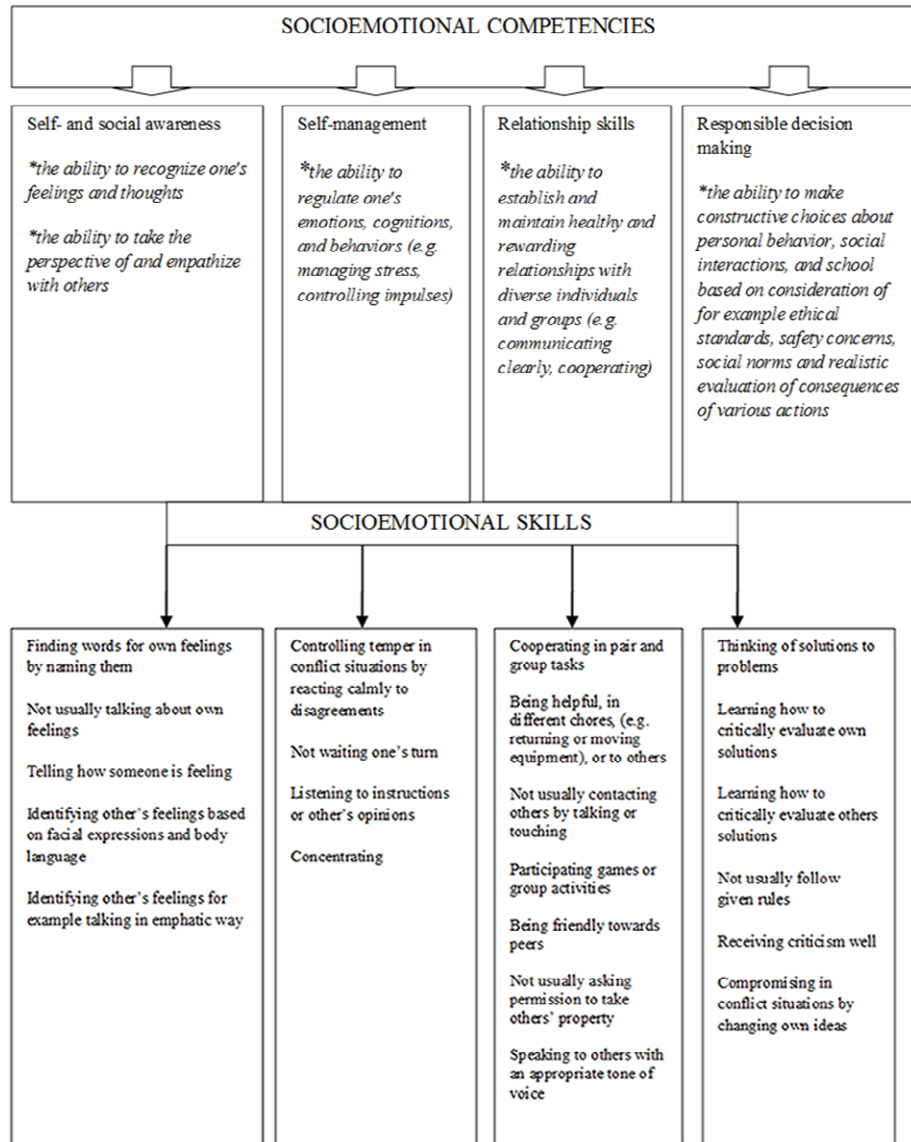 SOCIOEMOTIONAL COMPETENCIES
Self- and social awareness
*the ability to recognize one's
feelings and thoughts
*the ability to take the
perspective of and empathize
with others
Self-management
*the ability to
regulate one's
emotions, cognitions,
and behaviors (e.g.
managing stress,
controlling impulses)
Relationship skills
*the ability to
establish and
maintain healthy and
rewarding
relationships with
diverse individuals
and groups (e.g.
communicating
clearly, cooperating)
Responsible decision
making
*the ability to make
constructive choices about
personal behavior, social
interactions, and school
based on consideration of
for example ethical
standards, safety concerns,
social norms and realistic
evaluation of consequences
of various actions
SOCIOEMOTIONAL SKILLS
Finding words for own feelings
by naming them
Not usually talking about own
feelings
Telling how someone is feeling
Identifying other's feelings based
on facial expressions and body
language
Identifying other's feelings for
example talking in emphatic way
Controlling temper in
conflict situations by
reacting calmly to
disagreements
Not waiting one's turn
Listening to instructions
or other's opinions
Concentrating
Cooperating in pair and
group tasks
Being helpful, in
different chores, (e.g.
returning or moving
equipment), or to others
Not usually contacting
others by talking or
touching
Participating games or
group activities
Being friendly towards
peers
Not usually asking
permission to take
others' property
Speaking to others with
an appropriate tone of
voice
Thinking of solutions to
problems
Learning how to
critically evaluate own
solutions
Learning how to
critically evaluate others
solutions
Not usually follow
given rules
Receiving criticism well
Compromising in
conflict situations by
changing own ideas